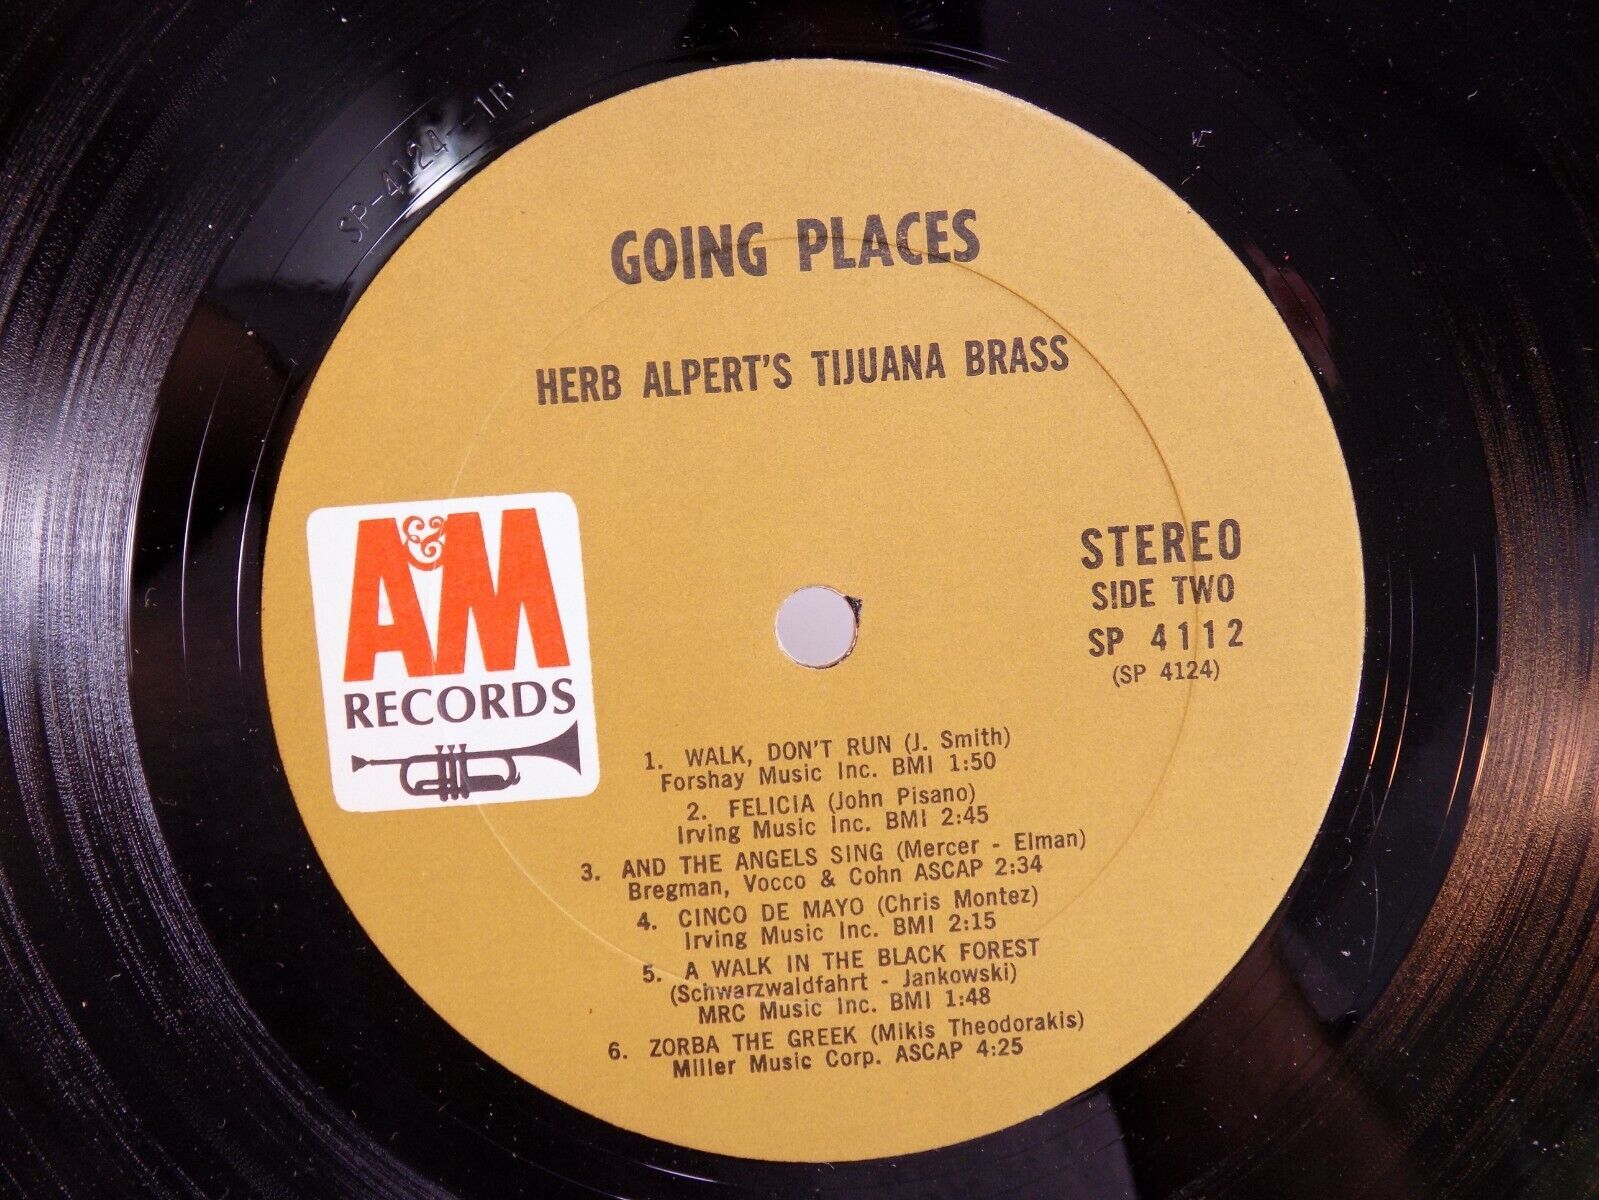 SP-4124-1R
GOING PLACES
HERB ALPERT'S TIJUANA BRASS
A&M
RECORDS
STEREO
SIDE TWO
SP 4112
(SP 4124)
1. WALK, DON'T RUN (J. Smith)
Forshay Music Inc. BMI 1:50
2. FELICIA (John Pisano)
Irving Music Inc. BMI 2:45
3. AND THE ANGELS SING (Mercer - Elman)
Bregman, Vocco & Cohn ASCAP 2:34
4. CINCO DE MAYO (Chris Montez)
Irving Music Inc. BMI 2:15
5. A WALK IN THE BLACK FOREST
(Schwarzwaldfahrt - Jankowski)
MRC Music Inc. BMI 1:48
6. ZORBA THE GREEK (Mikis Theodorakis)
Miller Music Corp. ASCAP 4:25